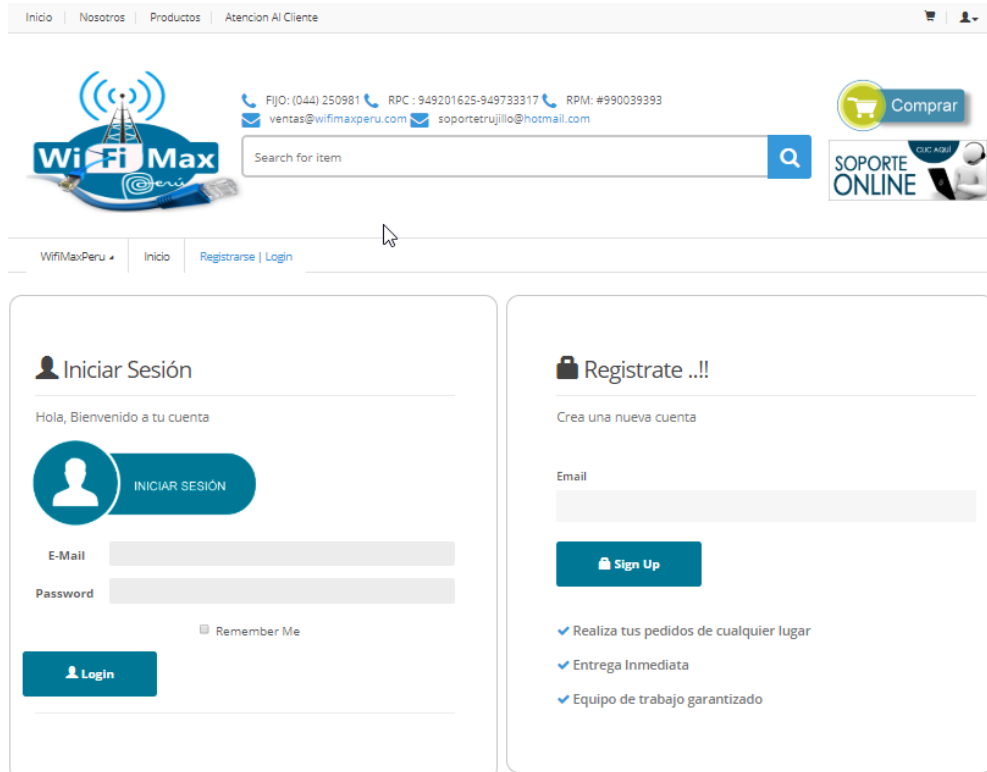 Inicio | Nosotros | Productos | Atencion Al Cliente
FIJO: (044) 250981 RPC : 949201625-949733317 RPM: #990039393
ventas@wifimaxperu.com soportetrujillo@hotmail.com
WiFi Max
Perú
Search for item
Comprar
CLIC AQUÍ
SOPORTE
ONLINE
WifiMaxPeru Inicio Registrarse | Login
Iniciar Sesión
Hola, Bienvenido a tu cuenta
INICIAR SESIÓN
E-Mail
Password
Remember Me
Login
Registrate ..!!
Crea una nueva cuenta
Email
Sign Up
Realiza tus pedidos de cualquier lugar
Entrega Inmediata
Equipo de trabajo garantizado